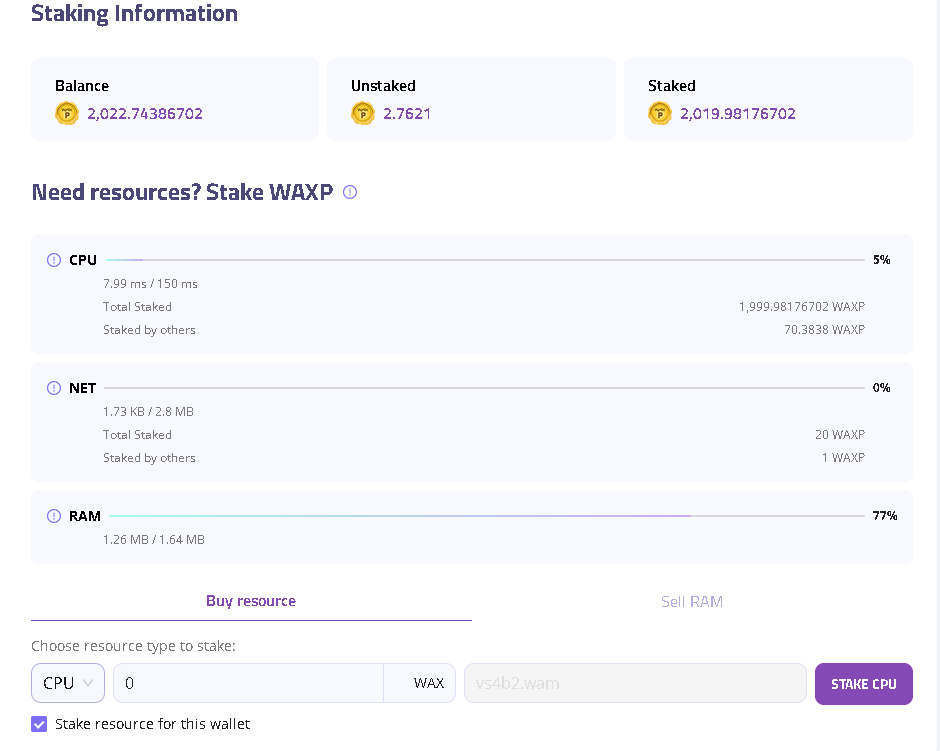 Staking Information
Balance Unstaked Staked
2,022.74386702 2.7621 2,019.98176702
Need resources? Stake WAXP
CPU 5%
7.99 ms / 150 ms
Total Staked 1,999.98176702 WAXP
Staked by others 70.3838 WAXP
NET 0%
1.73 KB / 2.8 MB
Total Staked 20 WAXP
Staked by others 1 WAXP
RAM 77%
1.26 MB / 1.64 MB
Buy resource Sell RAM
Choose resource type to stake:
CPU 0 WAX vs4b2.wam STAKE CPU
Stake resource for this wallet